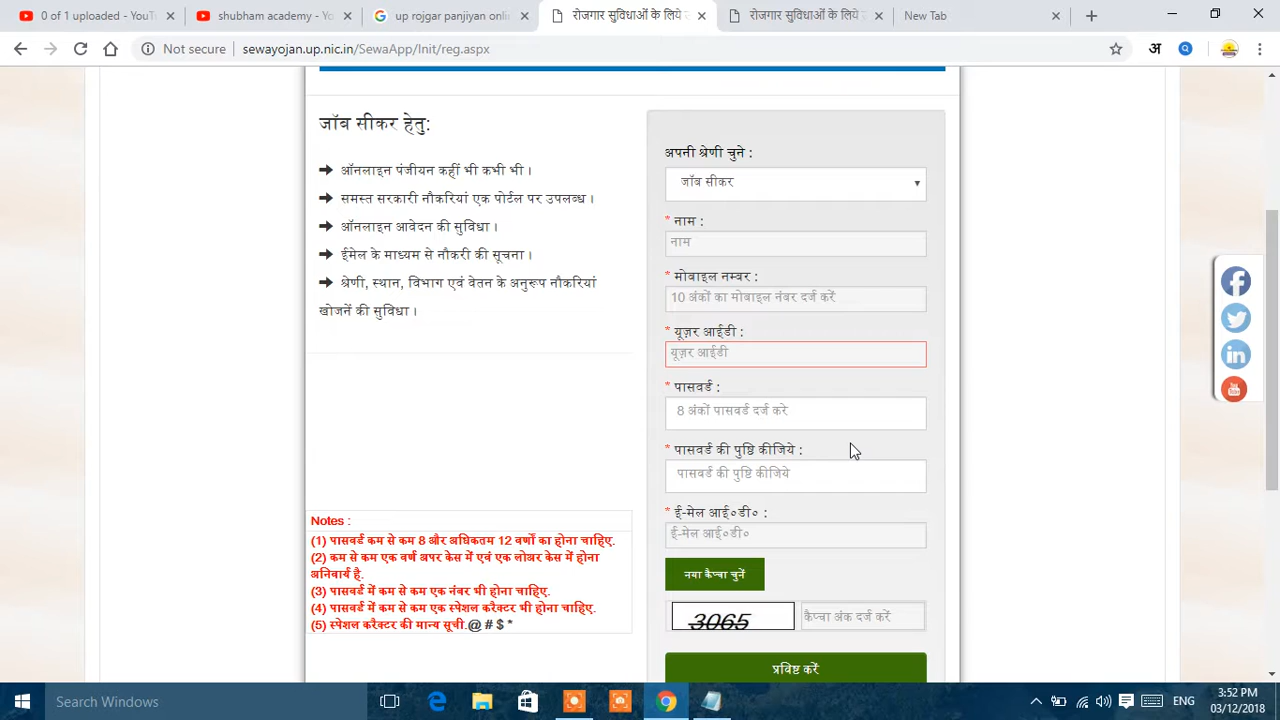 0 of 1 uploaded - YouT
shubham academy - Yo
up rojgar panjiyan onlin
रोजगार सुविधाओं के लिये उ
रोजगार सुविधाओं के लिये उ
New Tab
Not secure
sewayojan.up.nic.in/SewaApp/Init/reg.aspx
अ
जॉब सीकर हेतु:
ऑनलाइन पंजीयन कहीं भी कभी भी ।
समस्त सरकारी नौकरियां एक पोर्टल पर उपलब्ध ।
ऑनलाइन आवेदन की सुविधा ।
ईमेल के माध्यम से नौकरी की सूचना ।
श्रेणी, स्थान, विभाग एवं वेतन के अनुरूप नौकरियां
खोजनें की सुविधा ।
Notes :
(1) पासवर्ड कम से कम 8 और अधिकतम 12 वर्णों का होना चाहिए.
(2) कम से कम एक वर्ण अपर केस में एवं एक लोअर केस में होना
अनिवार्य है.
(3) पासवर्ड में कम से कम एक नंबर भी होना चाहिए.
(4) पासवर्ड में कम से कम एक स्पेशल करैक्टर भी होना चाहिए.
(5) स्पेशल करैक्टर की मान्य सूची.@ # $ *
अपनी श्रेणी चुने :
जॉब सीकर
* नाम :
नाम
* मोबाइल नम्बर :
10 अंकों का मोबाइल नंबर दर्ज करें
* यूज़र आईडी :
यूज़र आईडी
* पासवर्ड :
8 अंकों पासवर्ड दर्ज करे
* पासवर्ड की पुष्टि कीजिये :
पासवर्ड की पुष्टि कीजिये
* ई-मेल आई०डी० :
ई-मेल आई०डी०
नया कैप्चा चुनें
3065
कैप्चा अंक दर्ज करें
प्रविष्ट करें
You
Tube
Search Windows
ENG
3:52 PM
03/12/2018